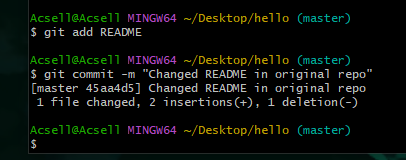 Acsell@Acsell MINGW64 ~/Desktop/hello (master)
$ git add README
Acsell@Acsell MINGW64 ~/Desktop/hello (master)
$ git commit -m "Changed README in original repo"
[master 45aa4d5] Changed README in original repo
 1 file changed, 2 insertions(+), 1 deletion(-)
Acsell@Acsell MINGW64 ~/Desktop/hello (master)
$